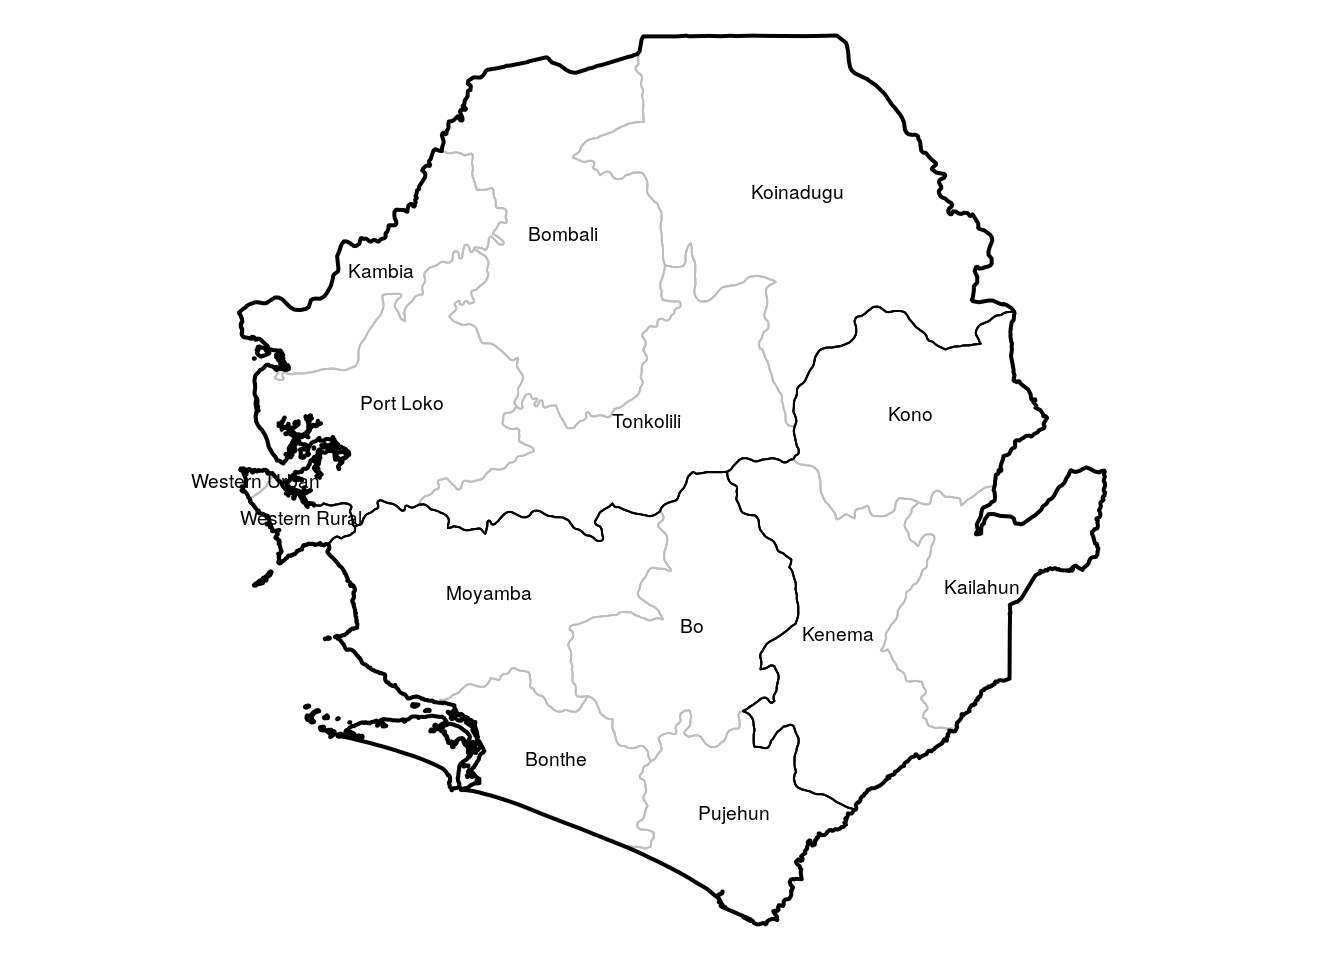 Koinadugu
Bombali
Kambia
Port Loko
Kono
Tonkolili
Western Urban
Western Rural
Kailahun
Moyamba
Bo
Kenema
Bonthe
Pujehun